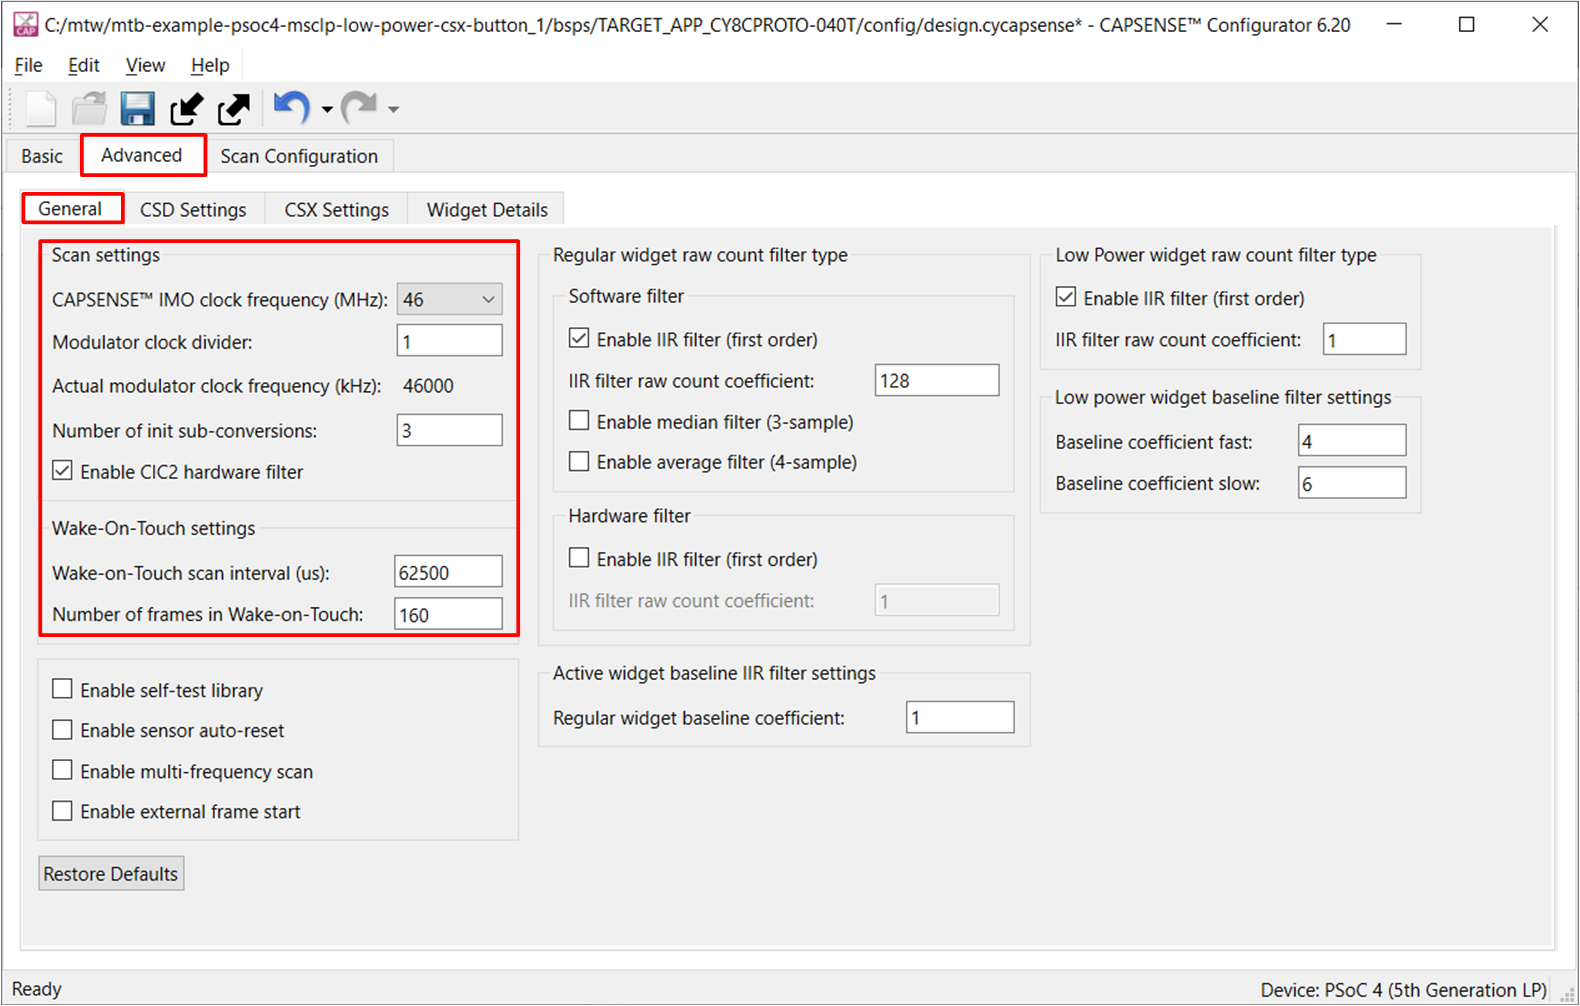 C:/mtw/mtb-example-psoc4-msclp-low-power-csx-button_1/bsps/TARGET_APP_CY8CPROTO-040T/config/design.cycapsense* - CAPSENSE™ Configurator 6.20
File Edit View Help
Basic Advanced Scan Configuration
General CSD Settings CSX Settings Widget Details
Scan settings
CAPSENSE™ IMO clock frequency (MHz): 46
Modulator clock divider: 1
Actual modulator clock frequency (kHz): 46000
Number of init sub-conversions: 3
Enable CIC2 hardware filter
Wake-On-Touch settings
Wake-on-Touch scan interval (us): 62500
Number of frames in Wake-on-Touch: 160
Enable self-test library
Enable sensor auto-reset
Enable multi-frequency scan
Enable external frame start
Restore Defaults
Regular widget raw count filter type
Software filter
Enable IIR filter (first order)
IIR filter raw count coefficient: 128
Enable median filter (3-sample)
Enable average filter (4-sample)
Hardware filter
Enable IIR filter (first order)
IIR filter raw count coefficient: 1
Active widget baseline IIR filter settings
Regular widget baseline coefficient: 1
Low Power widget raw count filter type
Enable IIR filter (first order)
IIR filter raw count coefficient: 1
Low power widget baseline filter settings
Baseline coefficient fast: 4
Baseline coefficient slow: 6
Ready
Device: PSoC 4 (5th Generation LP)